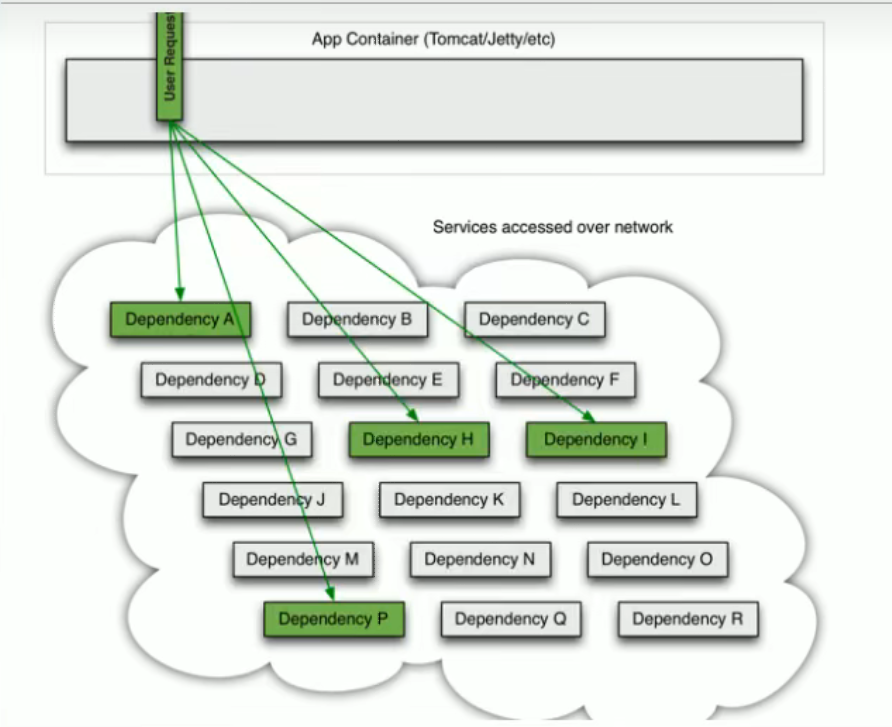 User Request
App Container (Tomcat/Jetty/etc)
Services accessed over network
Dependency A
Dependency B
Dependency C
Dependency D
Dependency E
Dependency F
Dependency G
Dependency H
Dependency I
Dependency J
Dependency K
Dependency L
Dependency M
Dependency N
Dependency O
Dependency P
Dependency Q
Dependency R